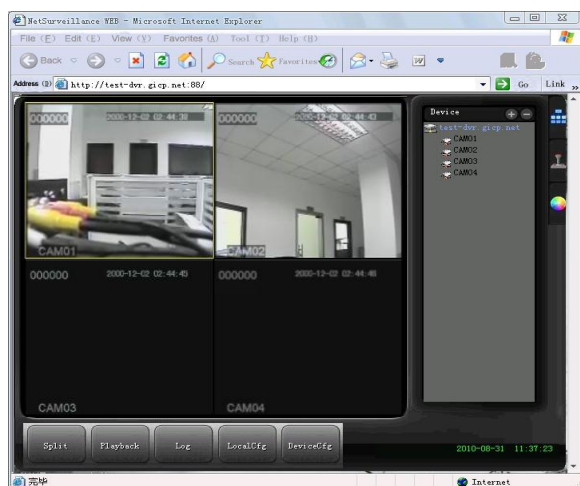 NetSurveillance WEB - Microsoft Internet Explorer
File (F) Edit (E) View (V) Favorites (A) Tool (T) Help (H)
Back Search Favorites
Address (D) http://test-dvr.gicp.net:88/ Go Link »
000000 2000-12-02 02:44:39 000000 2000-12-02 02:44:43
CAM01 CAM02
000000 2000-12-02 02:44:45 000000 2000-12-02 02:44:46
CAM03 CAM04
Device
test-dvr.gicp.net
CAM01
CAM02
CAM03
CAM04
Split Playback Log LocalCfg DeviceCfg
2010-08-31 11:37:23
完毕 Internet